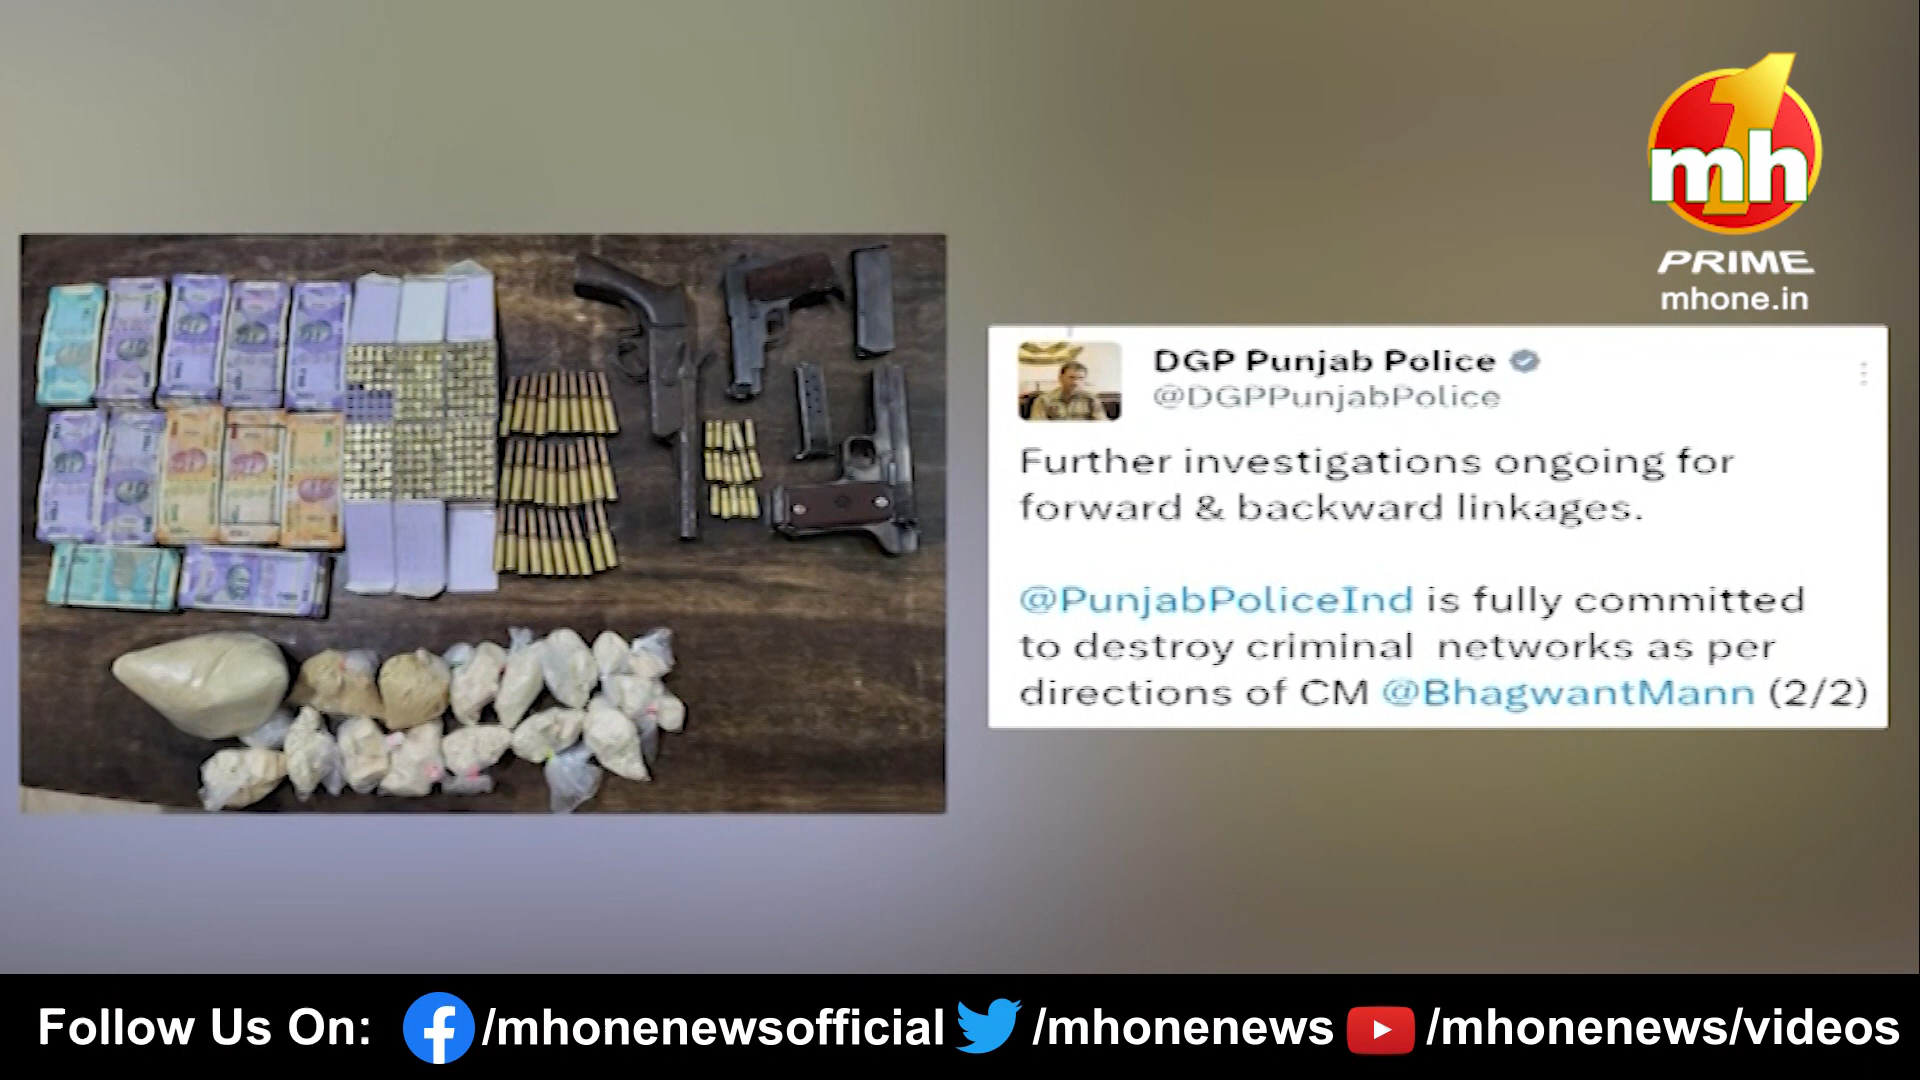 1
mh
PRIME
mhone.in
DGP Punjab Police
@DGPPunjabPolice
Further investigations ongoing for
forward & backward linkages.
@PunjabPoliceInd is fully committed
to destroy criminal networks as per
directions of CM @BhagwantMann (2/2)
Follow Us On: /mhonenewsofficial /mhonenews /mhonenews/videos